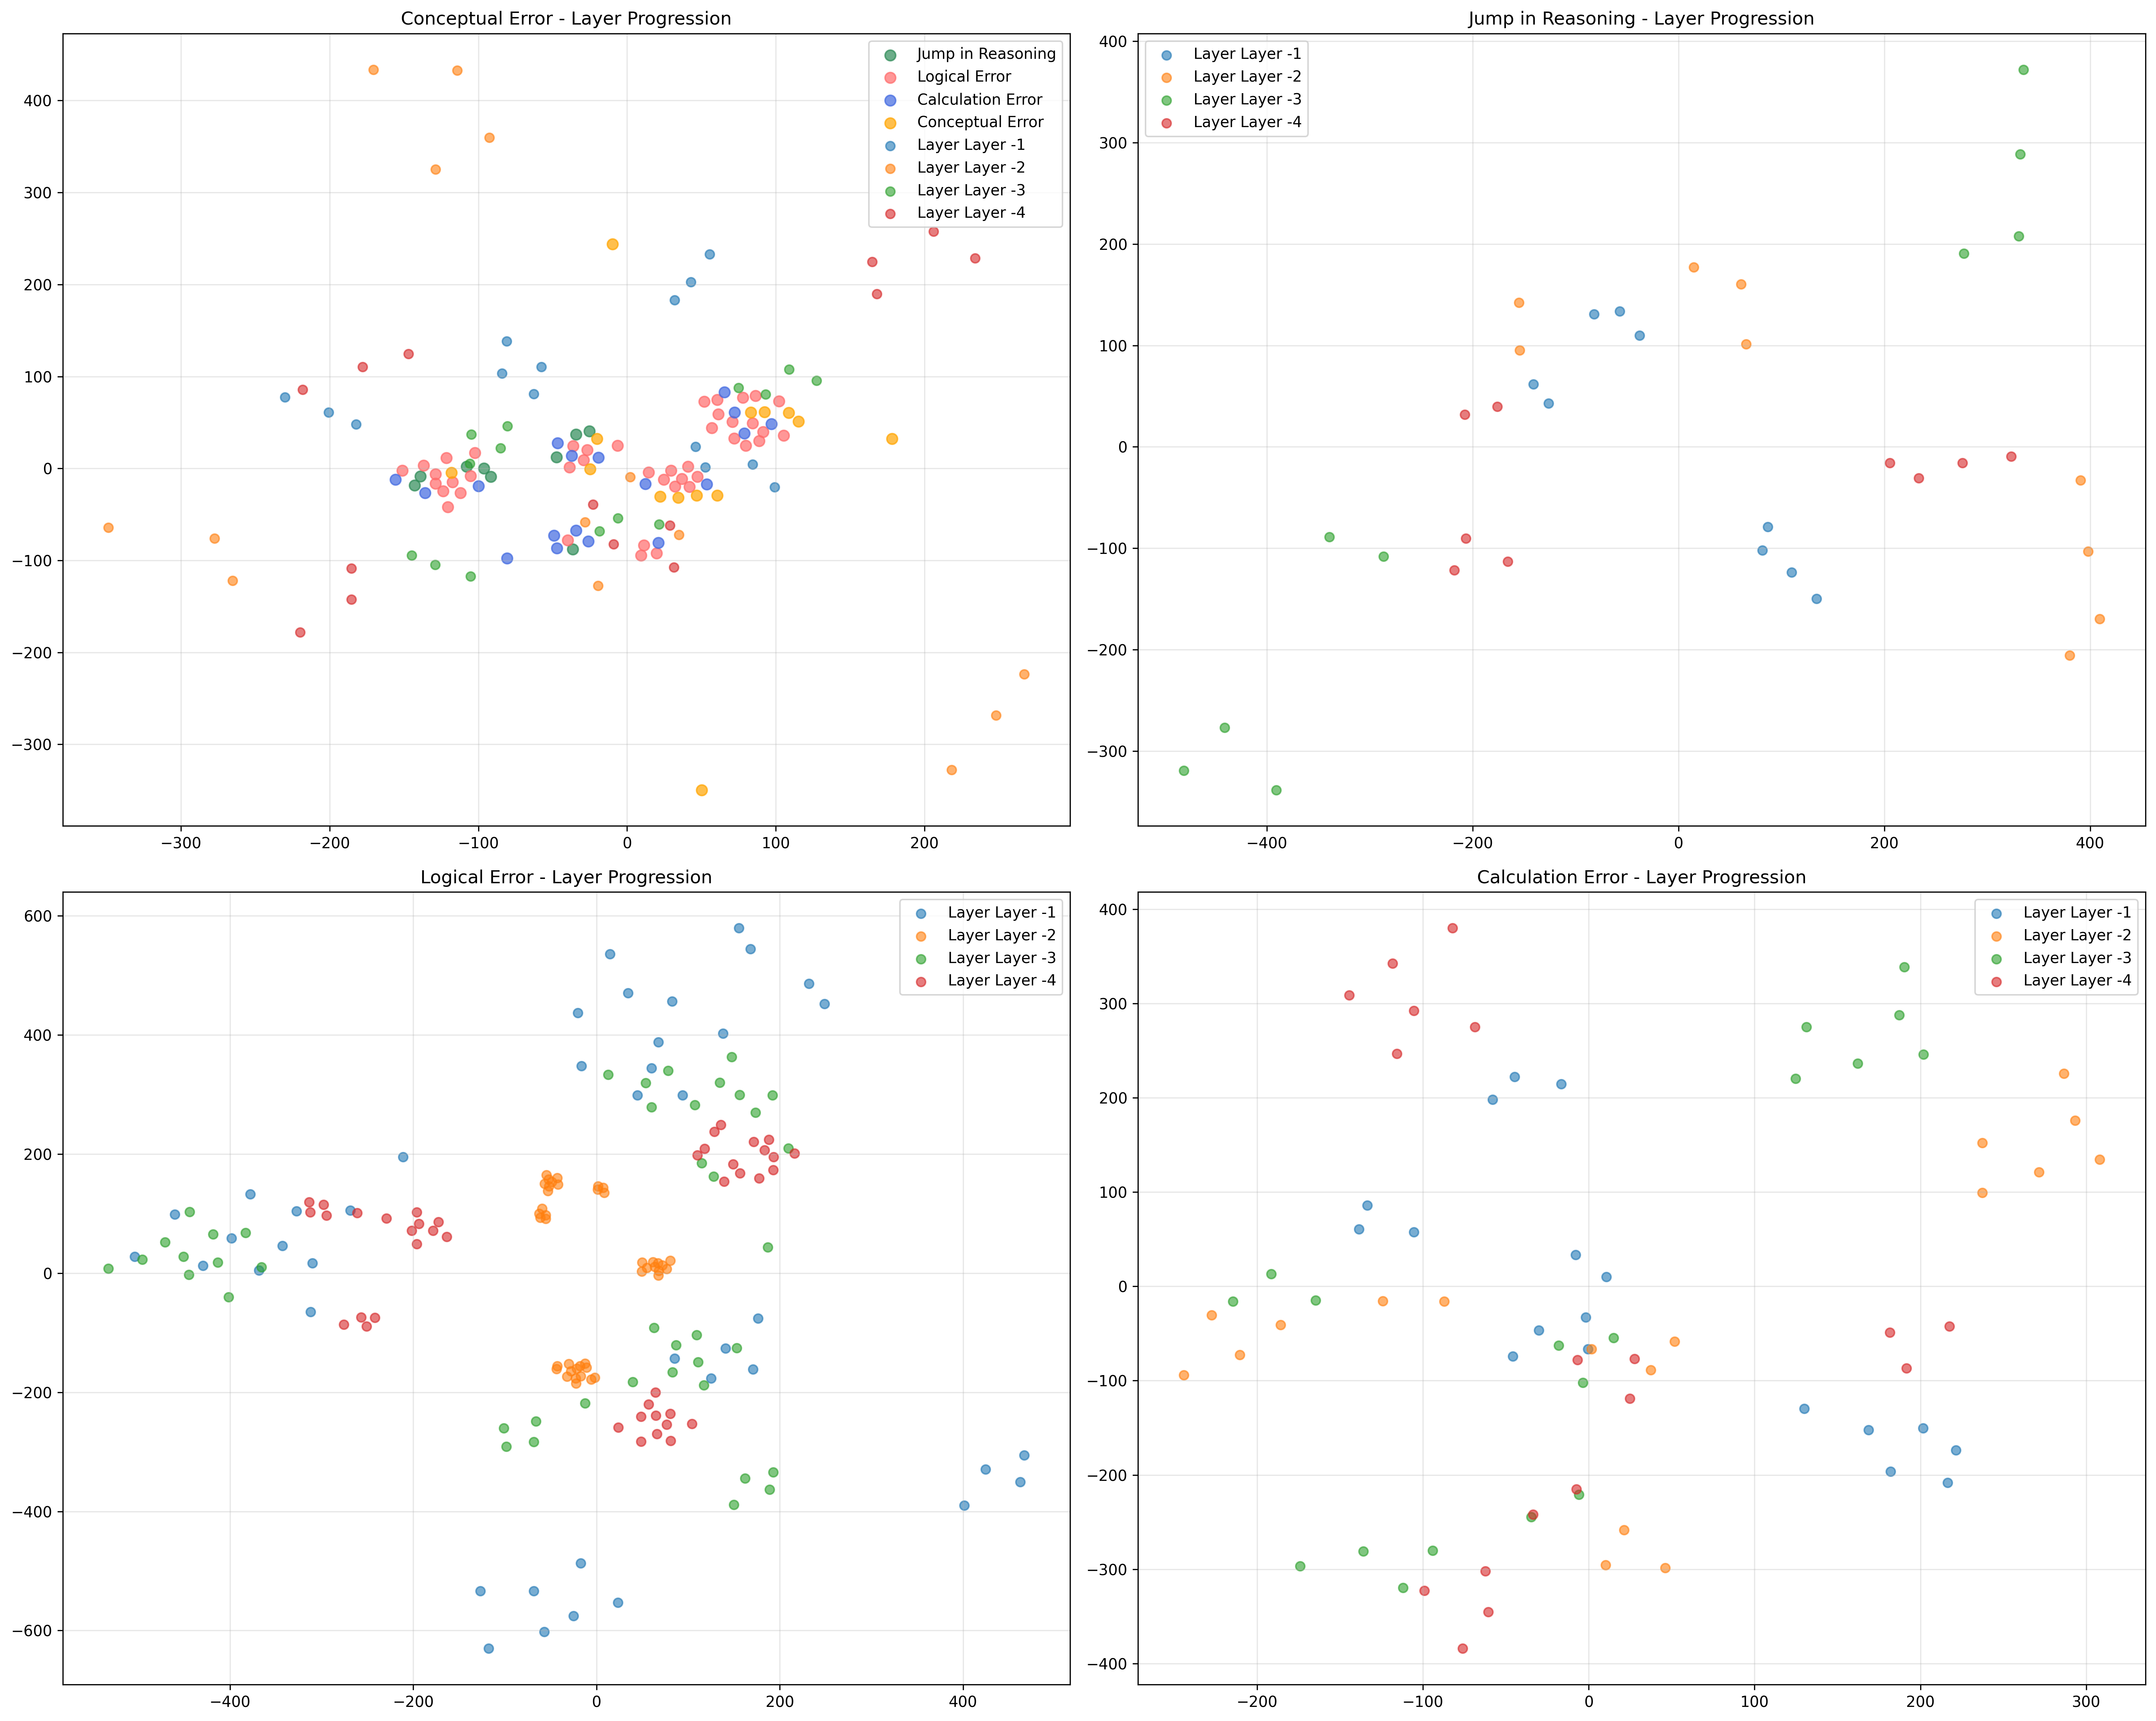 Conceptual Error - Layer Progression
Jump in Reasoning
Logical Error
Calculation Error
Conceptual Error
Layer Layer -1
Layer Layer -2
Layer Layer -3
Layer Layer -4
400
300
200
100
0
−100
−200
−300
−300 −200 −100 0 100 200
Jump in Reasoning - Layer Progression
Layer Layer -1
Layer Layer -2
Layer Layer -3
Layer Layer -4
400
300
200
100
0
−100
−200
−300
−400 −200 0 200 400
Logical Error - Layer Progression
Layer Layer -1
Layer Layer -2
Layer Layer -3
Layer Layer -4
600
400
200
0
−200
−400
−600
−400 −200 0 200 400
Calculation Error - Layer Progression
Layer Layer -1
Layer Layer -2
Layer Layer -3
Layer Layer -4
400
300
200
100
0
−100
−200
−300
−400
−200 −100 0 100 200 300